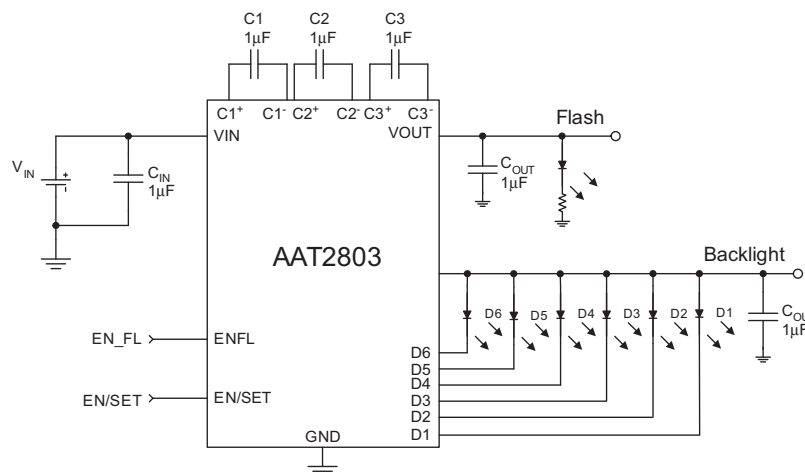 C1 C2 C3
1μF 1μF 1μF
C1+ C1- C2+ C2- C3+ C3-
VIN VOUT
Flash
VIN
+
-
CIN
1μF
COUT
1μF
AAT2803
Backlight
D6 D5 D4 D3 D2 D1
COU
1μF
EN_FL ENFL
D6
D5
D4
EN/SET EN/SET
D3
D2
D1
GND